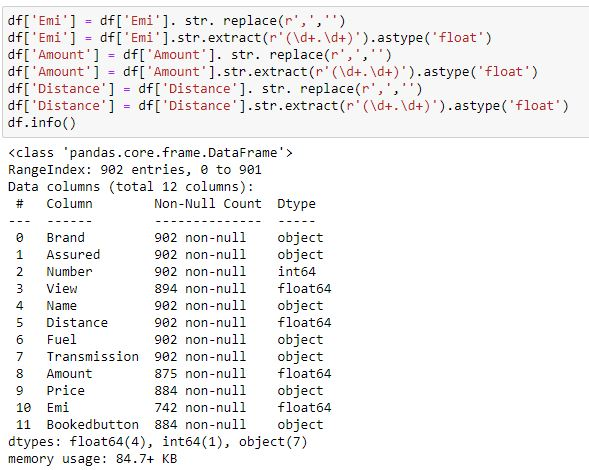 df['Emi'] = df['Emi']. str. replace(r',','')
df['Emi'] = df['Emi'].str.extract(r'(\d+.\d+)').astype('float')
df['Amount'] = df['Amount']. str. replace(r',','')
df['Amount'] = df['Amount'].str.extract(r'(\d+.\d+)').astype('float')
df['Distance'] = df['Distance']. str. replace(r',','')
df['Distance'] = df['Distance'].str.extract(r'(\d+.\d+)').astype('float')
df.info()
<class 'pandas.core.frame.DataFrame'>
RangeIndex: 902 entries, 0 to 901
Data columns (total 12 columns):
 #   Column        Non-Null Count  Dtype
---  ------        --------------  -----
 0   Brand         902 non-null    object
 1   Assured       902 non-null    object
 2   Number        902 non-null    int64
 3   View          894 non-null    float64
 4   Name          902 non-null    object
 5   Distance      902 non-null    float64
 6   Fuel          902 non-null    object
 7   Transmission  902 non-null    object
 8   Amount        875 non-null    float64
 9   Price         884 non-null    object
 10  Emi           742 non-null    float64
 11  Bookedbutton  884 non-null    object
dtypes: float64(4), int64(1), object(7)
memory usage: 84.7+ KB